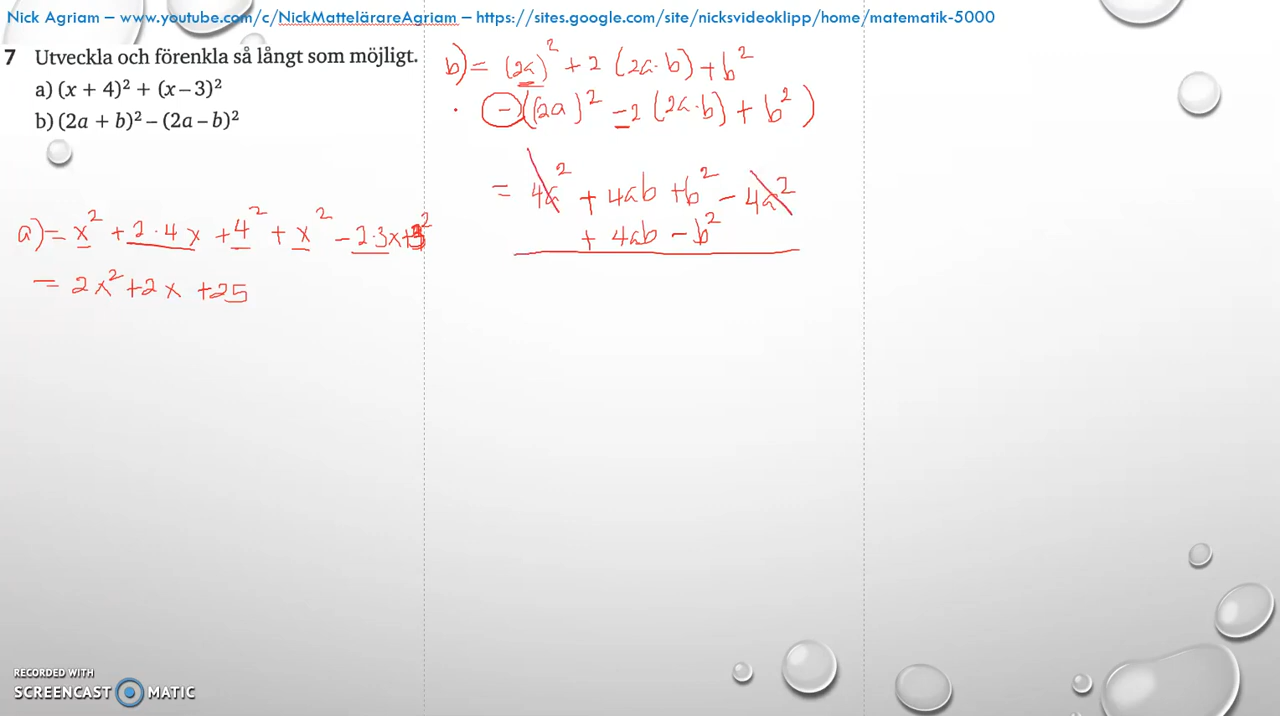 Nick Agriam – www.youtube.com/c/NickMattelärareAgriam – https://sites.google.com/site/nicksvideoklipp/home/matematik-5000
7 Utveckla och förenkla så långt som möjligt.
a) (x + 4)² + (x – 3)²
b) (2a + b)² – (2a – b)²
a) = x² + 2·4x + 4² + x² – 2·3x + 3²
= 2x² + 2x + 25
b) = (2a)² + 2 (2a·b) + b²
– ((2a)² – 2 (2a·b) + b²)
= 4a² + 4ab + b² – 4a²
+ 4ab – b²
RECORDED WITH
SCREENCAST MATIC